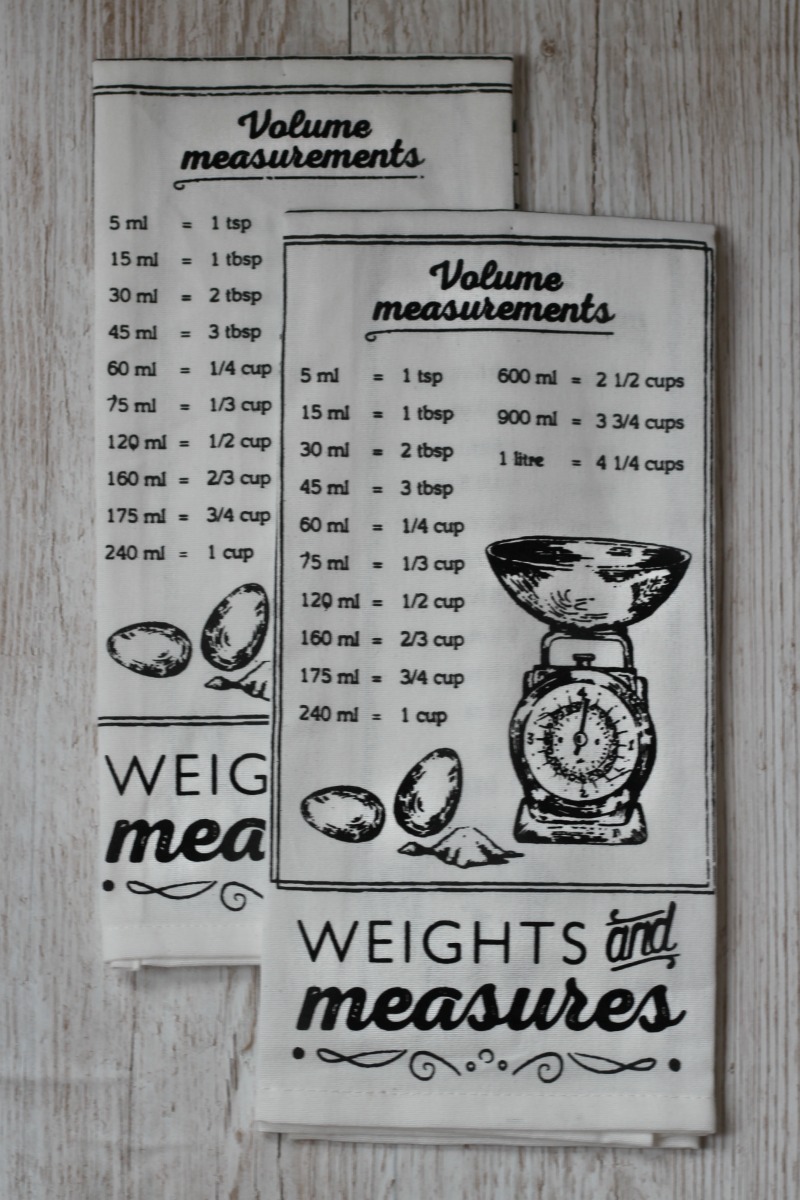 Volume
measurements
5 ml = 1 tsp
15 ml = 1 tbsp
30 ml = 2 tbsp
45 ml = 3 tbsp
60 ml = 1/4 cup
75 ml = 1/3 cup
120 ml = 1/2 cup
160 ml = 2/3 cup
175 ml = 3/4 cup
240 ml = 1 cup
WEIG
mea
Volume
measurements
5 ml = 1 tsp
15 ml = 1 tbsp
30 ml = 2 tbsp
45 ml = 3 tbsp
60 ml = 1/4 cup
75 ml = 1/3 cup
120 ml = 1/2 cup
160 ml = 2/3 cup
175 ml = 3/4 cup
240 ml = 1 cup
600 ml = 2 1/2 cups
900 ml = 3 3/4 cups
1 litre = 4 1/4 cups
WEIGHTS and
measures